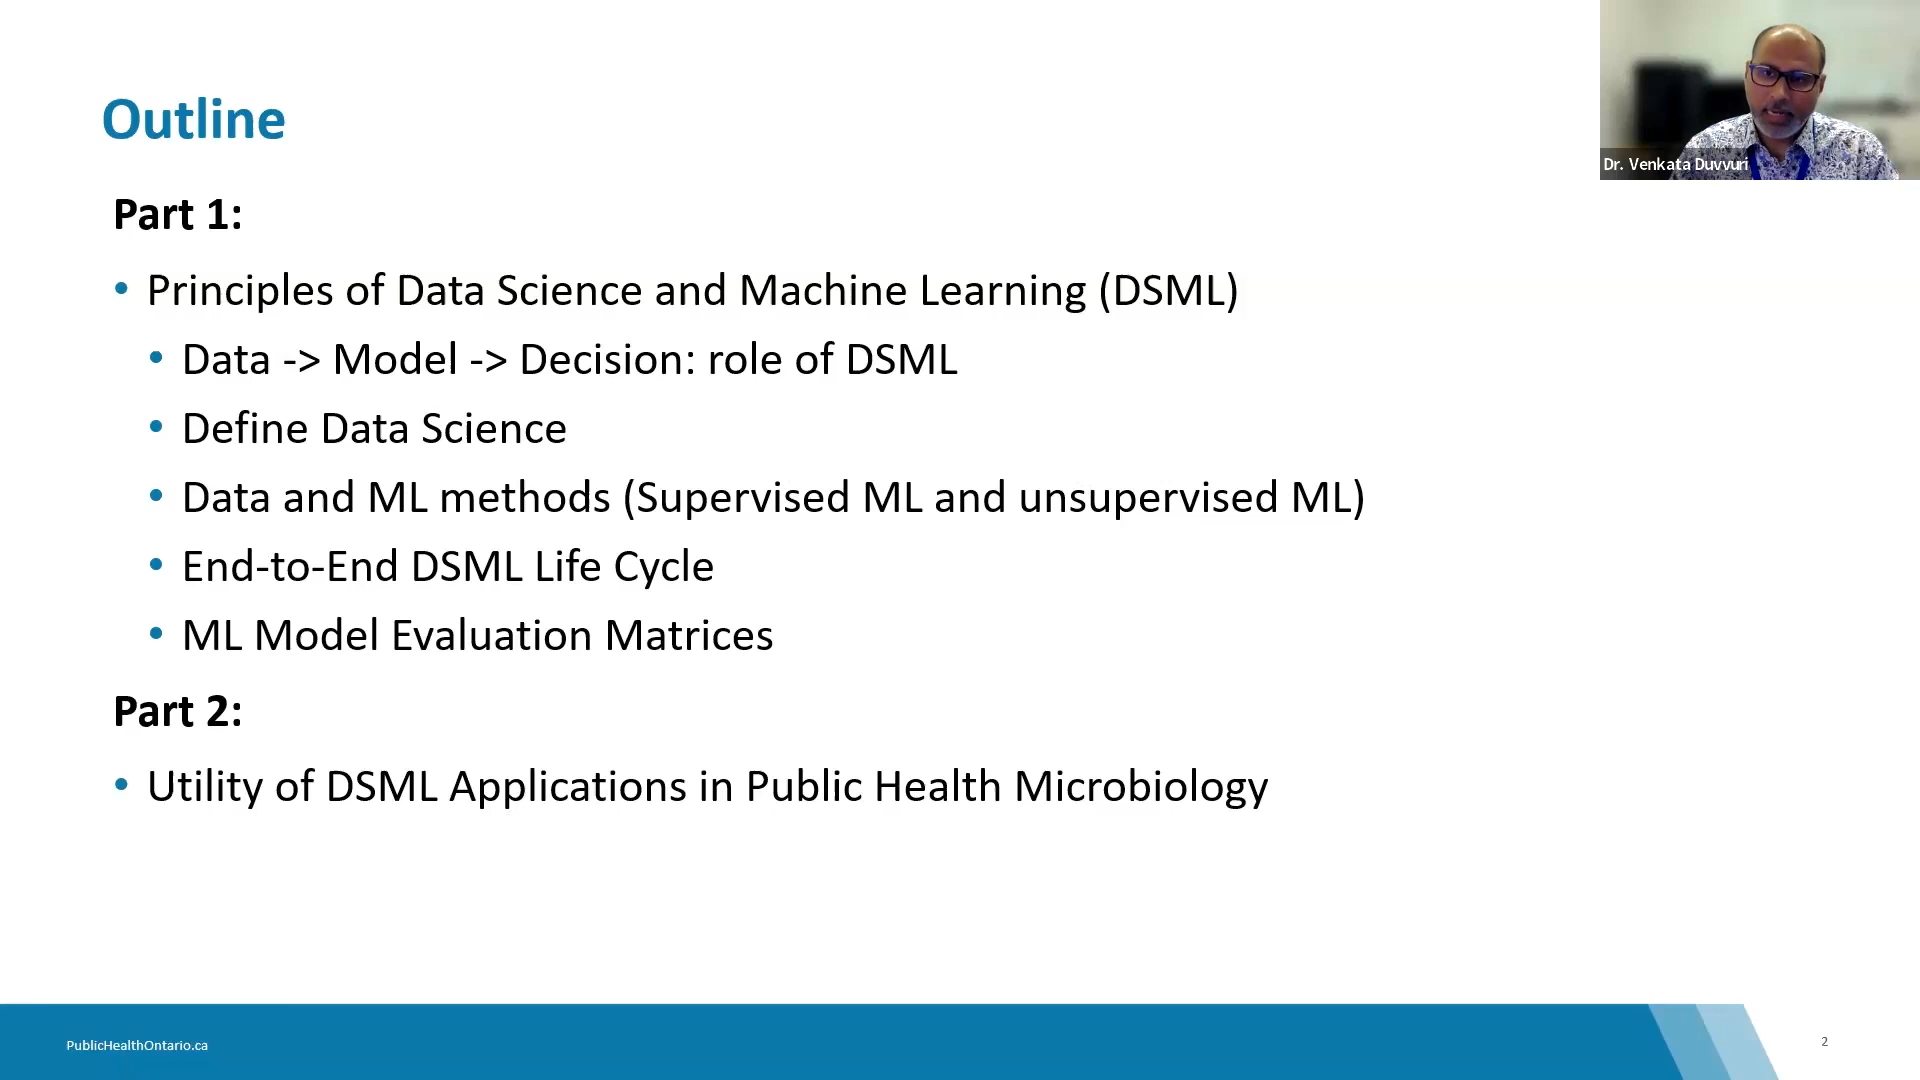 Outline
Dr. Venkata Duvvuri
Part 1:
• Principles of Data Science and Machine Learning (DSML)
• Data -> Model -> Decision: role of DSML
• Define Data Science
• Data and ML methods (Supervised ML and unsupervised ML)
• End-to-End DSML Life Cycle
• ML Model Evaluation Matrices
Part 2:
• Utility of DSML Applications in Public Health Microbiology
PublicHealthOntario.ca
2